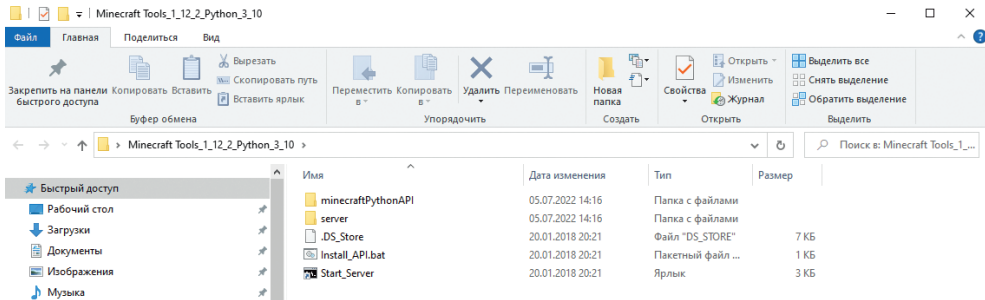 Minecraft Tools_1_12_2_Python_3_10
Файл Главная Поделиться Вид
Закрепить на панели быстрого доступа
Копировать
Вставить
Вырезать
Скопировать путь
Вставить ярлык
Буфер обмена
Переместить в
Копировать в
Удалить
Переименовать
Упорядочить
Новая папка
Создать
Свойства
Открыть
Изменить
Журнал
Открыть
Выделить все
Снять выделение
Обратить выделение
Выделить
Minecraft Tools_1_12_2_Python_3_10
Поиск в: Minecraft Tools_1_...
Быстрый доступ
Рабочий стол
Загрузки
Документы
Изображения
Музыка
Имя Дата изменения Тип Размер
minecraftPythonAPI 05.07.2022 14:16 Папка с файлами
server 05.07.2022 14:16 Папка с файлами
.DS_Store 20.01.2018 20:21 Файл "DS_STORE" 7 КБ
Install_API.bat 20.01.2018 20:21 Пакетный файл ... 1 КБ
Start_Server 20.01.2018 20:21 Ярлык 3 КБ